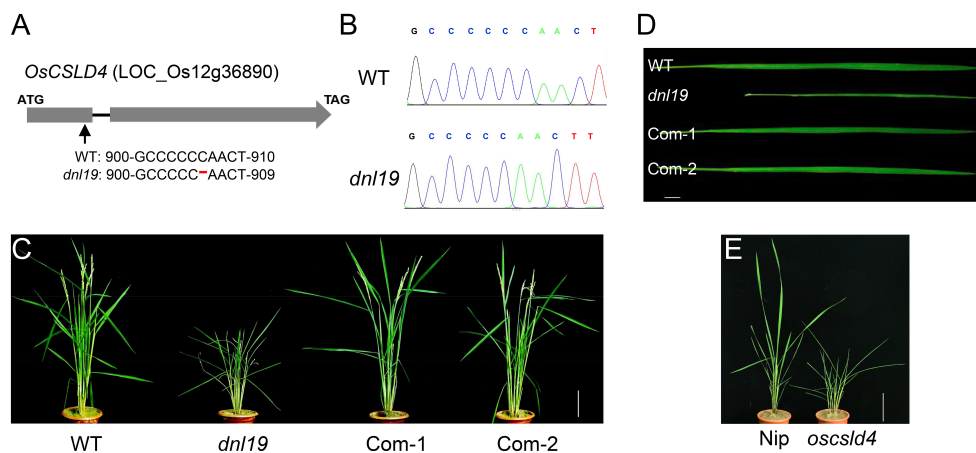 A
OsCSLD4 (LOC_Os12g36890)
ATG
TAG
WT: 900-GCCCCCCAACT-910
dnl19: 900-GCCCCC-AACT-909
B
G C C C C C C A A C T
WT
G C C C C C A A C T T
dnl19
D
WT
dnl19
Com-1
Com-2
C
WT
dnl19
Com-1
Com-2
E
Nip
oscsld4